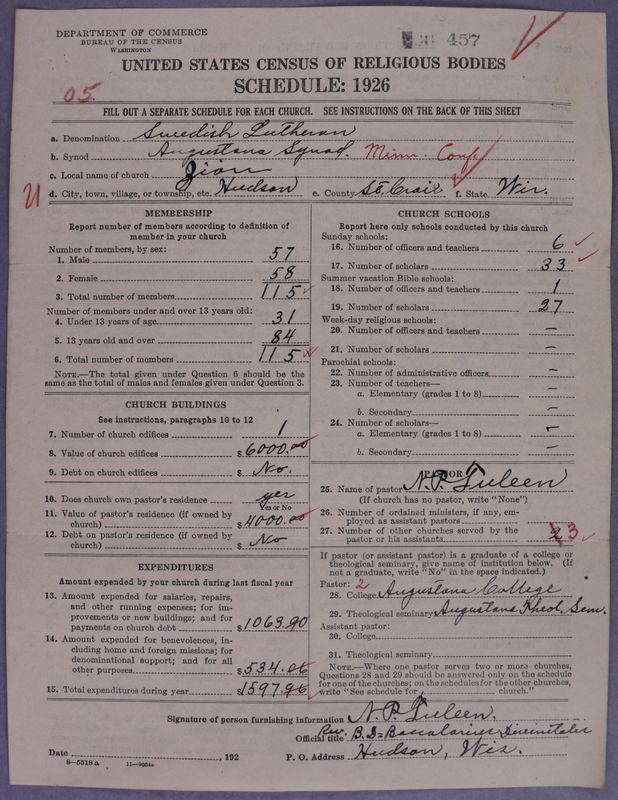 DEPARTMENT OF COMMERCE
BUREAU OF THE CENSUS
WASHINGTON
457
UNITED STATES CENSUS OF RELIGIOUS BODIES
SCHEDULE: 1926
05.
FILL OUT A SEPARATE SCHEDULE FOR EACH CHURCH. SEE INSTRUCTIONS ON THE BACK OF THIS SHEET
a. Denomination Swedish Lutheran
b. Synod Augustana Synod. Minn. Conf.
c. Local name of church Zion
d. City, town, village, or township, etc. Hudson e. County St. Croix f. State Wis.
MEMBERSHIP
Report number of members according to definition of
member in your church
Number of members, by sex:
1. Male 57
2. Female 58
3. Total number of members 115
Number of members under and over 13 years old:
4. Under 13 years of age 31
5. 13 years old and over 84
6. Total number of members 115
NOTE.—The total given under Question 6 should be the
same as the total of males and females given under Question 3.
CHURCH BUILDINGS
See instructions, paragraphs 10 to 12
7. Number of church edifices 1
8. Value of church edifices $6000.00
9. Debt on church edifices $ No.
10. Does church own pastor's residence yes
Yes or No
11. Value of pastor's residence (if owned by
church) $4000.00
12. Debt on pastor's residence (if owned by
church) $ No
EXPENDITURES
Amount expended by your church during last fiscal year
13. Amount expended for salaries, repairs,
and other running expenses; for im-
provements or new buildings; and for
payments on church debt $1063.90
14. Amount expended for benevolences, in-
cluding home and foreign missions; for
denominational support; and for all
other purposes $534.06
15. Total expenditures during year $1597.96
CHURCH SCHOOLS
Report here only schools conducted by this church
Sunday schools:
16. Number of officers and teachers 6
17. Number of scholars 33
Summer vacation Bible schools:
18. Number of officers and teachers 1
19. Number of scholars 27
Week-day religious schools:
20. Number of officers and teachers —
21. Number of scholars —
Parochial schools:
22. Number of administrative officers —
23. Number of teachers—
a. Elementary (grades 1 to 8) —
b. Secondary —
24. Number of scholars—
a. Elementary (grades 1 to 8) —
b. Secondary —
PASTOR
25. Name of pastor N. P. Tuleen
(If church has no pastor, write "None")
26. Number of ordained ministers, if any, em-
ployed as assistant pastors
27. Number of other churches served by the
pastor or his assistants 2 3
If pastor (or assistant pastor) is a graduate of a college or
theological seminary, give name of institution below. (If
not a graduate, write "No" in the space indicated.)
Pastor: 2
28. College Augustana College
29. Theological seminary Augustana Theol. Sem.
Assistant pastor:
30. College
31. Theological seminary
NOTE.—Where one pastor serves two or more churches,
Questions 28 and 29 should be answered only on the schedule
for one of the churches; on the schedules for the other churches,
write "See schedule for church."
Signature of person furnishing information N. P. Tuleen.
Official title Rev. B. D=
Date , 192 P. O. Address Hudson, Wis.
8—5518 a